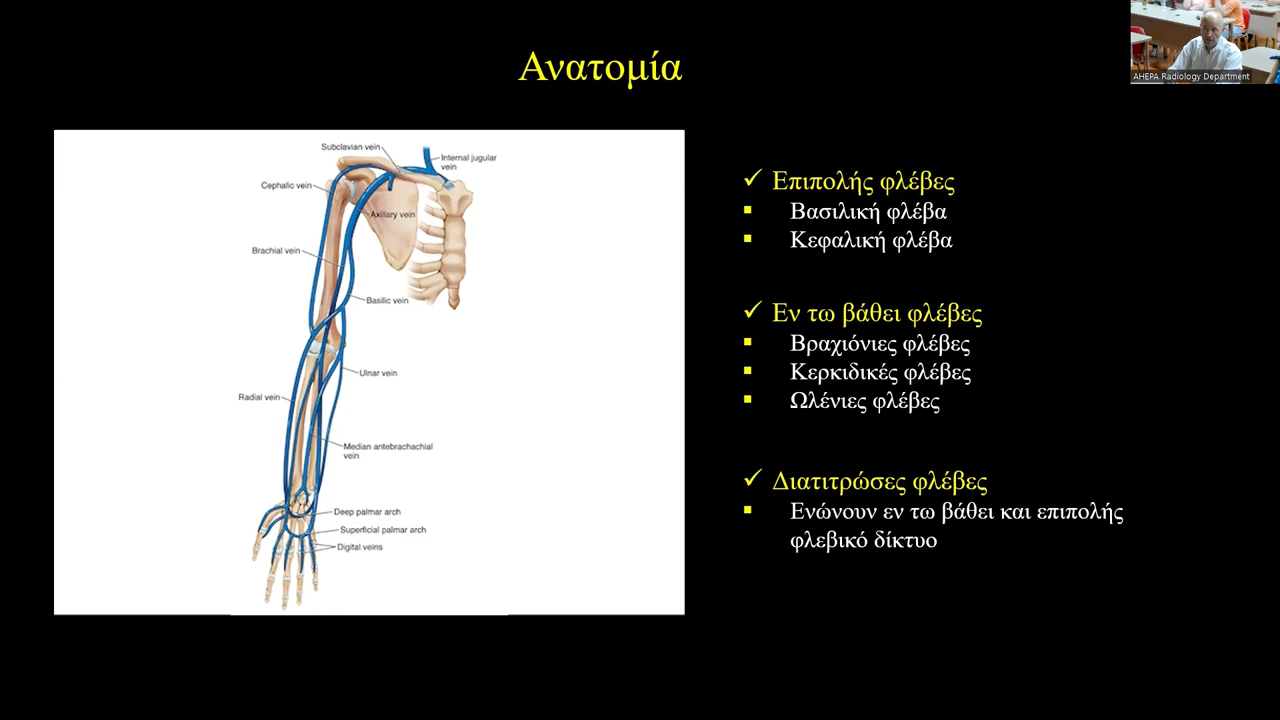 Ανατομία
AHEPA Radiology Department
Subclavian vein
Internal jugular
vein
Cephalic vein
Axillary vein
Brachial vein
Basilic vein
Ulnar vein
Radial vein
Median antebrachachial
vein
Deep palmar arch
Superficial palmar arch
Digital veins
✓ Επιπολής φλέβες
▪ Βασιλική φλέβα
▪ Κεφαλική φλέβα
✓ Εν τω βάθει φλέβες
▪ Βραχιόνιες φλέβες
▪ Κερκιδικές φλέβες
▪ Ωλένιες φλέβες
✓ Διατιτρώσες φλέβες
▪ Ενώνουν εν τω βάθει και επιπολής
φλεβικό δίκτυο